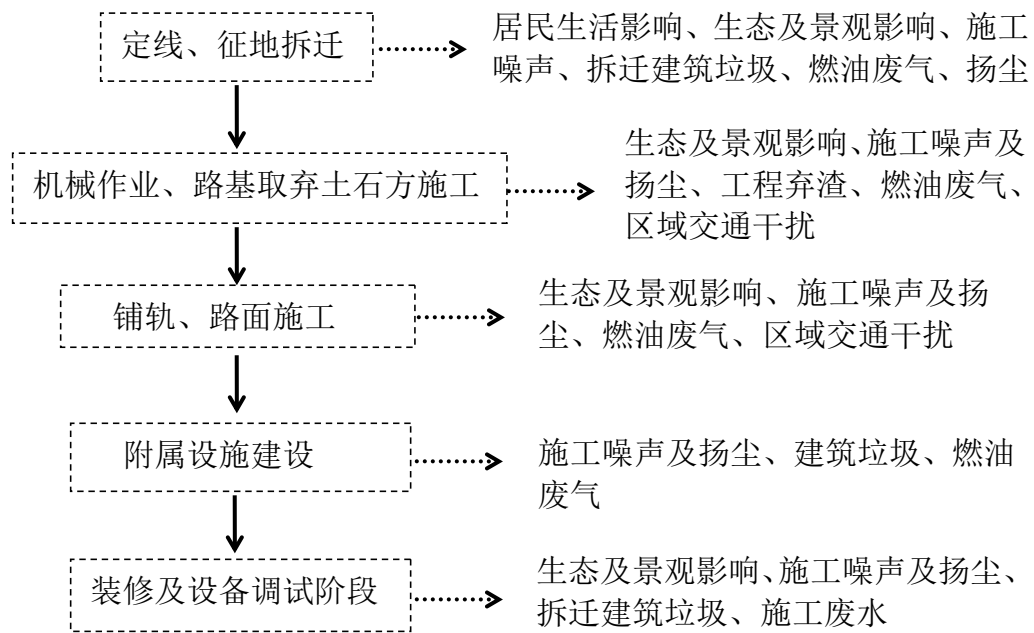 定线、征地拆迁
居民生活影响、生态及景观影响、施工
噪声、拆迁建筑垃圾、燃油废气、扬尘
机械作业、路基取弃土石方施工
生态及景观影响、施工噪声及
扬尘、工程弃渣、燃油废气、
区域交通干扰
铺轨、路面施工
生态及景观影响、施工噪声及扬
尘、燃油废气、区域交通干扰
附属设施建设
施工噪声及扬尘、建筑垃圾、燃油
废气
装修及设备调试阶段
生态及景观影响、施工噪声及扬尘、
拆迁建筑垃圾、施工废水